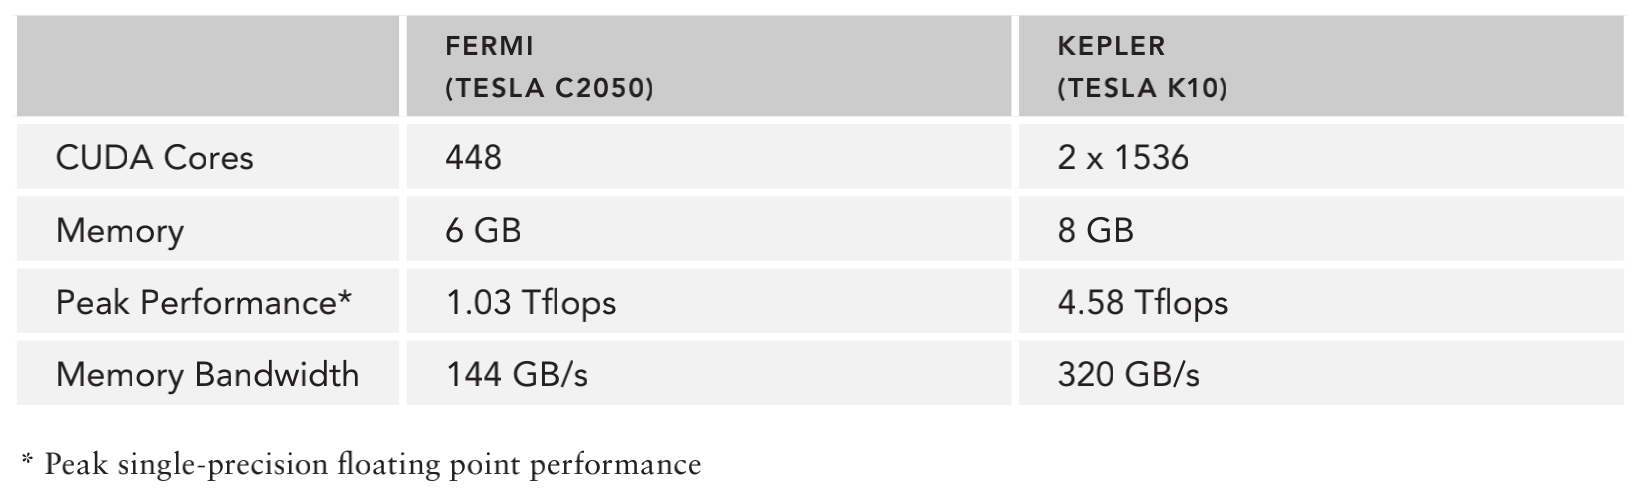 FERMI
(TESLA C2050)
KEPLER
(TESLA K10)
CUDA Cores 448 2 x 1536
Memory 6 GB 8 GB
Peak Performance* 1.03 Tflops 4.58 Tflops
Memory Bandwidth 144 GB/s 320 GB/s
* Peak single-precision floating point performance